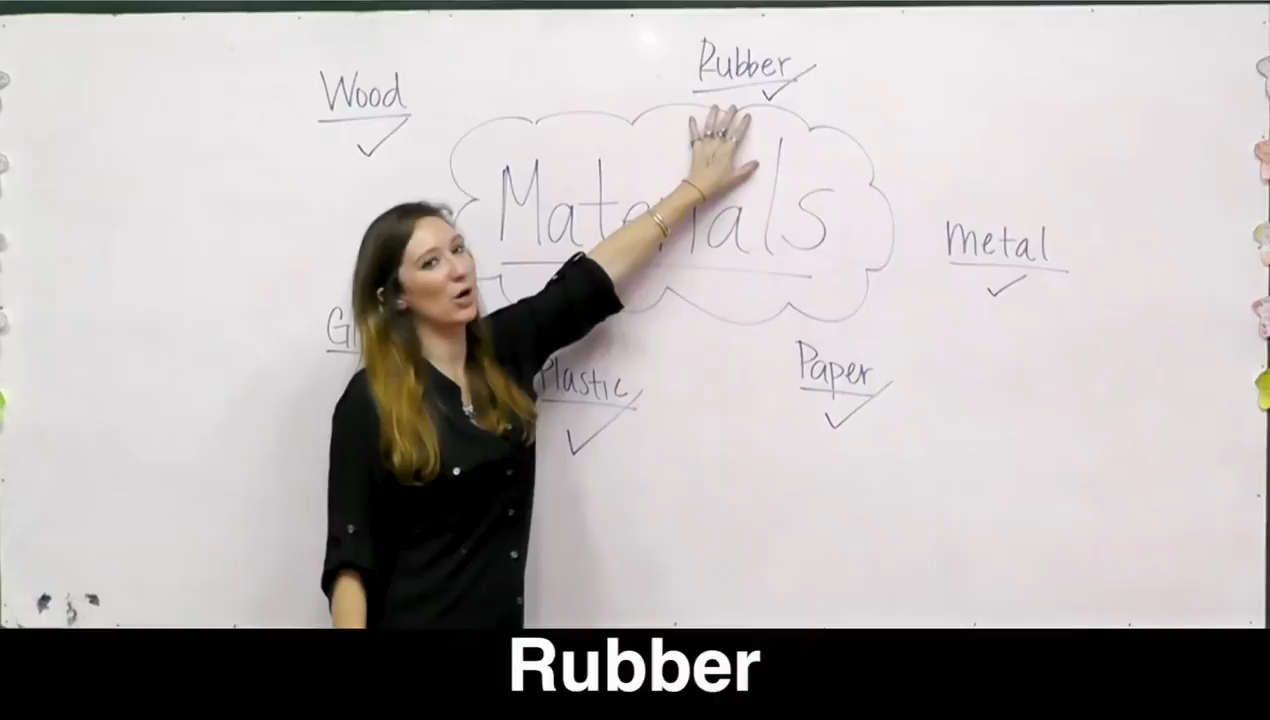 Rubber
Wood
Materials
metal
Paper
Plastic
Rubber